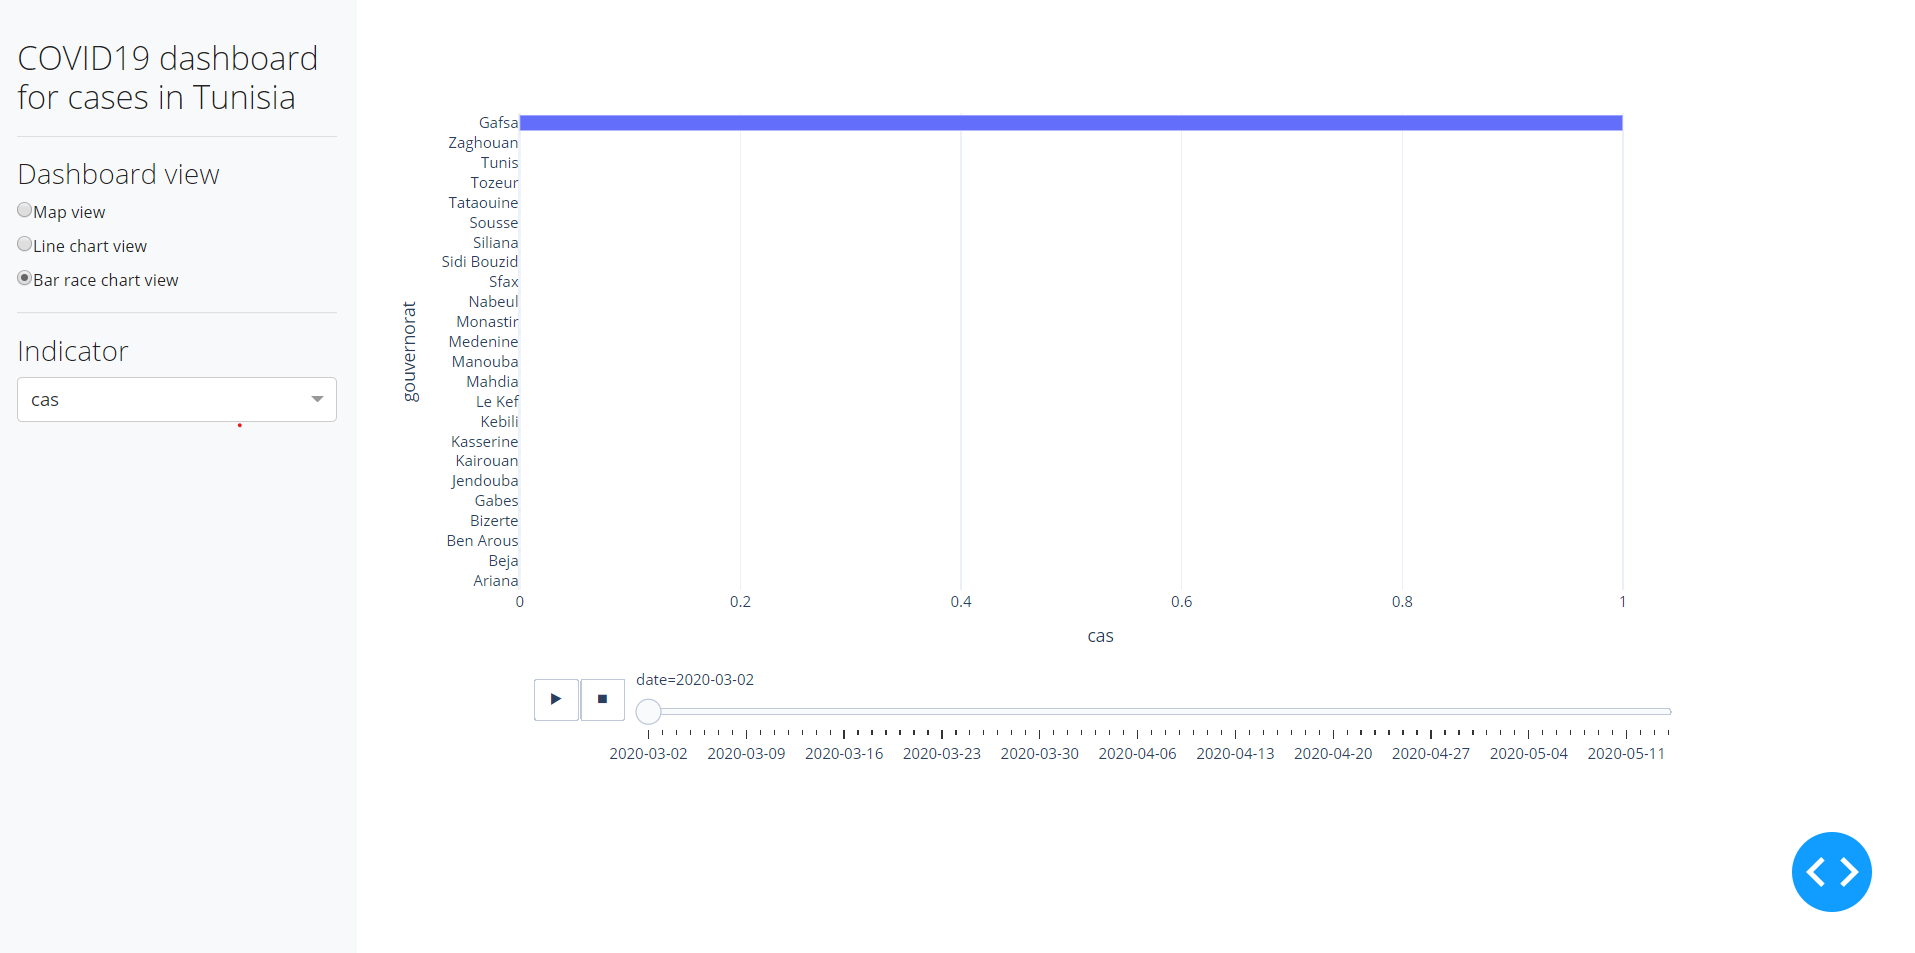 COVID19 dashboard
for cases in Tunisia
Dashboard view
Map view
Line chart view
Bar race chart view
Indicator
cas
gouvernorat
Gafsa
Zaghouan
Tunis
Tozeur
Tataouine
Sousse
Siliana
Sidi Bouzid
Sfax
Nabeul
Monastir
Medenine
Manouba
Mahdia
Le Kef
Kebili
Kasserine
Kairouan
Jendouba
Gabes
Bizerte
Ben Arous
Beja
Ariana
0 0.2 0.4 0.6 0.8 1
cas
date=2020-03-02
2020-03-02 2020-03-09 2020-03-16 2020-03-23 2020-03-30 2020-04-06 2020-04-13 2020-04-20 2020-04-27 2020-05-04 2020-05-11